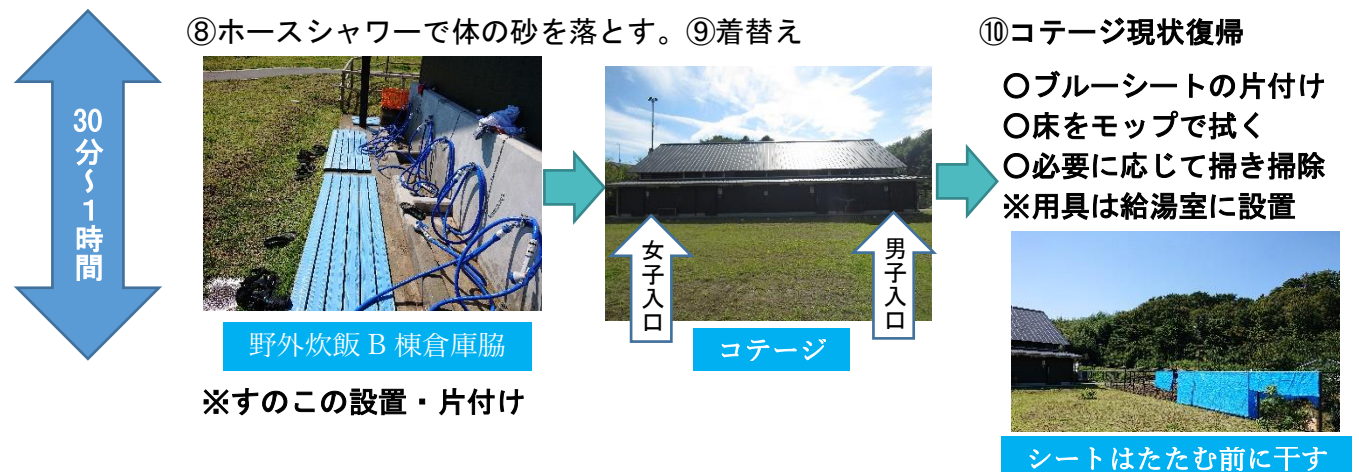 30分～1時間
⑧ホースシャワーで体の砂を落とす。⑨着替え
⑩コテージ現状復帰
〇ブルーシートの片付け
〇床をモップで拭く
〇必要に応じて掃き掃除
※用具は給湯室に設置
女子入口
男子入口
野外炊飯 B 棟倉庫脇
コテージ
※すのこの設置・片付け
シートはたたむ前に干す